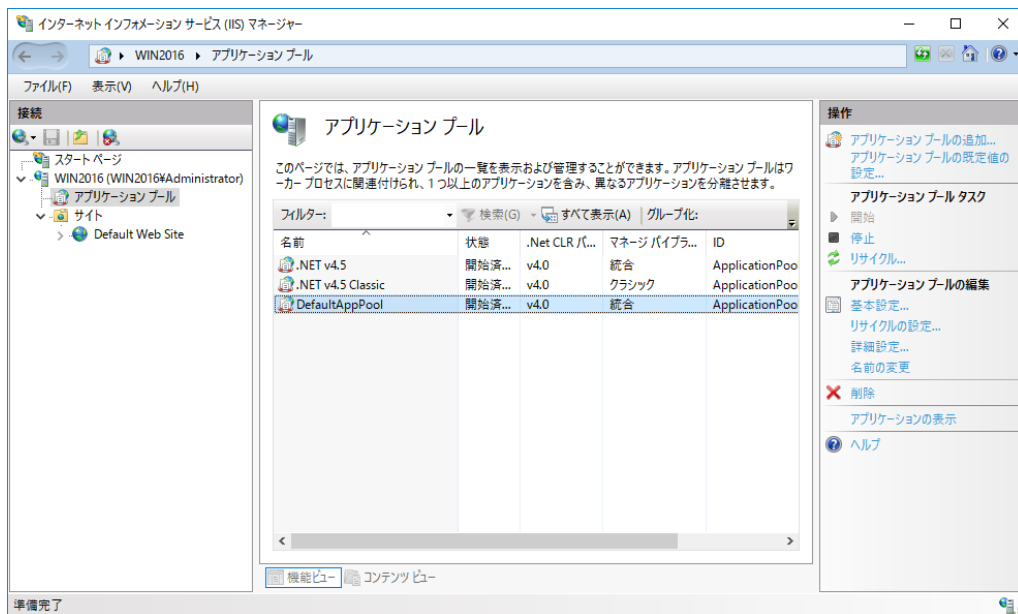 インターネット インフォメーション サービス (IIS) マネージャー
WIN2016 アプリケーション プール
ファイル(F) 表示(V) ヘルプ(H)
接続
スタート ページ
WIN2016 (WIN2016¥Administrator)
アプリケーション プール
サイト
Default Web Site
アプリケーション プール
このページでは、アプリケーション プールの一覧を表示および管理することができます。アプリケーション プールはワ
ーカー プロセスに関連付けられ、1 つ以上のアプリケーションを含み、異なるアプリケーションを分離させます。
フィルター: 検索(G) すべて表示(A) グループ化:
名前 状態 .Net CLR バ... マネージ パイプラ... ID
.NET v4.5 開始済... v4.0 統合 ApplicationPoo
.NET v4.5 Classic 開始済... v4.0 クラシック ApplicationPoo
DefaultAppPool 開始済... v4.0 統合 ApplicationPoo
機能ビュー コンテンツ ビュー
操作
アプリケーション プールの追加...
アプリケーション プールの既定値の
設定...
アプリケーション プール タスク
開始
停止
リサイクル...
アプリケーション プールの編集
基本設定...
リサイクルの設定...
詳細設定...
名前の変更
削除
アプリケーションの表示
ヘルプ
準備完了